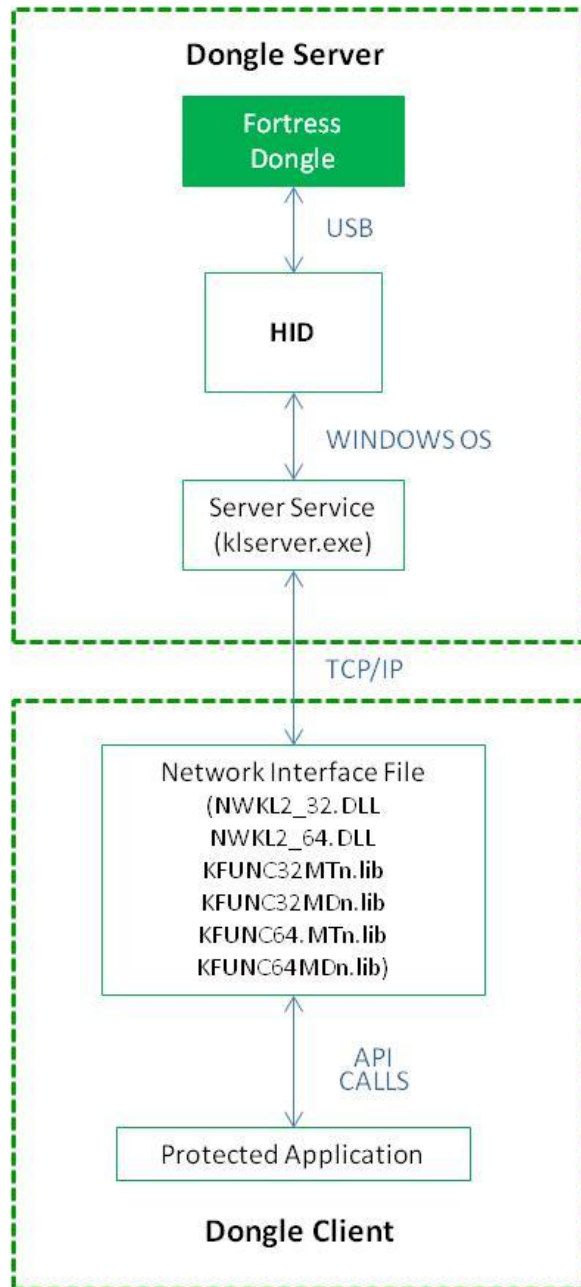 Dongle Server
Fortress
Dongle
USB
HID
WINDOWS OS
Server Service
(klserver.exe)
TCP/IP
Network Interface File
(NWKL2_32.DLL
NWKL2_64.DLL
KFUNC32MTn.lib
KFUNC32MDn.lib
KFUNC64.MTn.lib
KFUNC64MDn.lib)
API
CALLS
Protected Application
Dongle Client